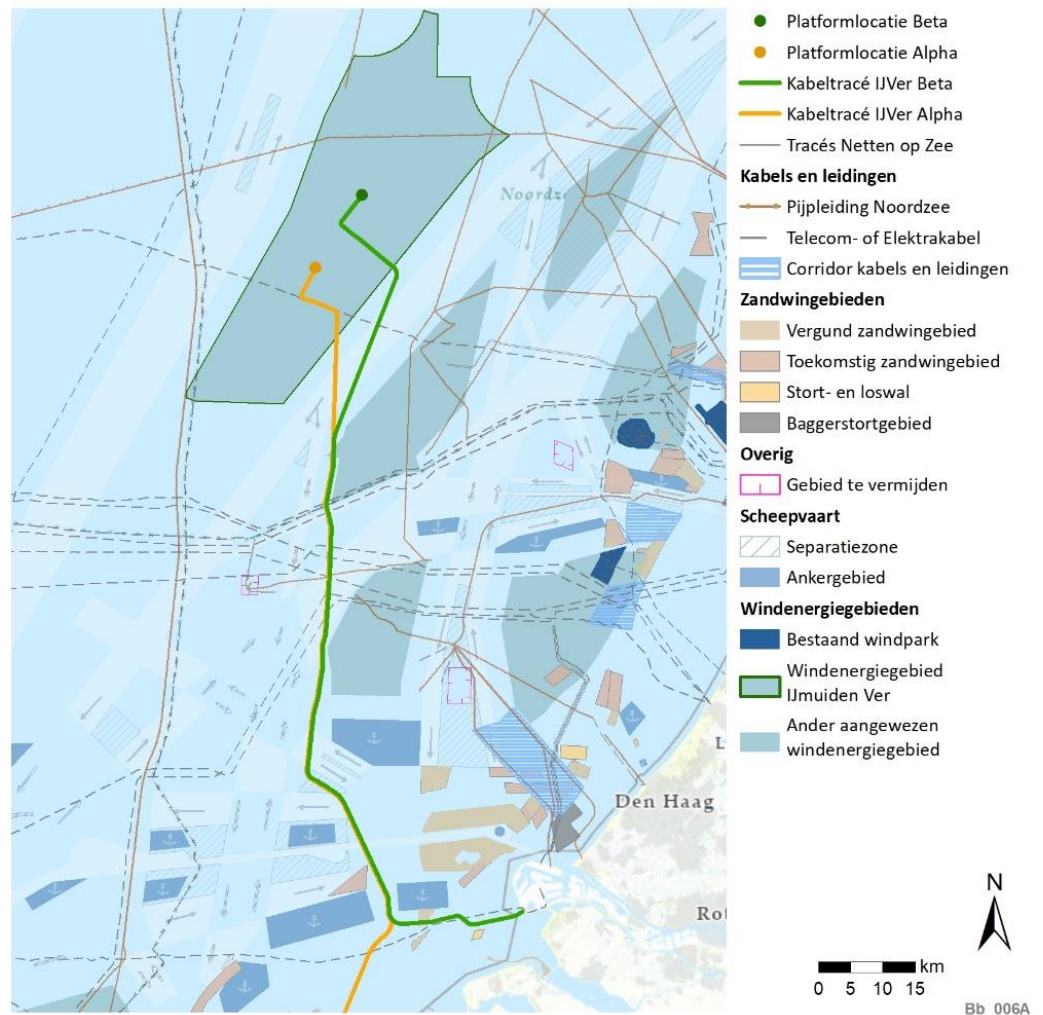 Noordz
Den Haag
L
Rot
Platformlocatie Beta
Platformlocatie Alpha
Kabeltracé IJVer Beta
Kabeltracé IJVer Alpha
Tracés Netten op Zee
Kabels en leidingen
Pijpleiding Noordzee
Telecom- of Elektrakabel
Corridor kabels en leidingen
Zandwingebieden
Vergund zandwingebied
Toekomstig zandwingebied
Stort- en loswal
Baggerstortgebied
Overig
Gebied te vermijden
Scheepvaart
Separatiezone
Ankergebied
Windenergiegebieden
Bestaand windpark
Windenergiegebied
IJmuiden Ver
Ander aangewezen
windenergiegebied
N
km
0 5 10 15
Bb_006A